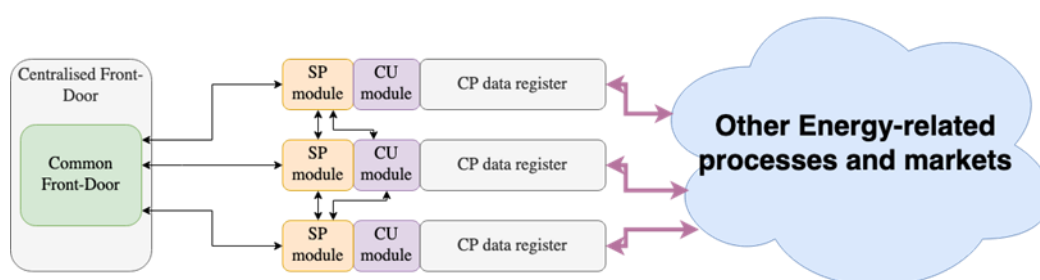 Centralised Front-
Door
Common
Front-Door
SP
module
CU
module
CP data register
SP
module
CU
module
CP data register
SP
module
CU
module
CP data register
Other Energy-related
processes and markets